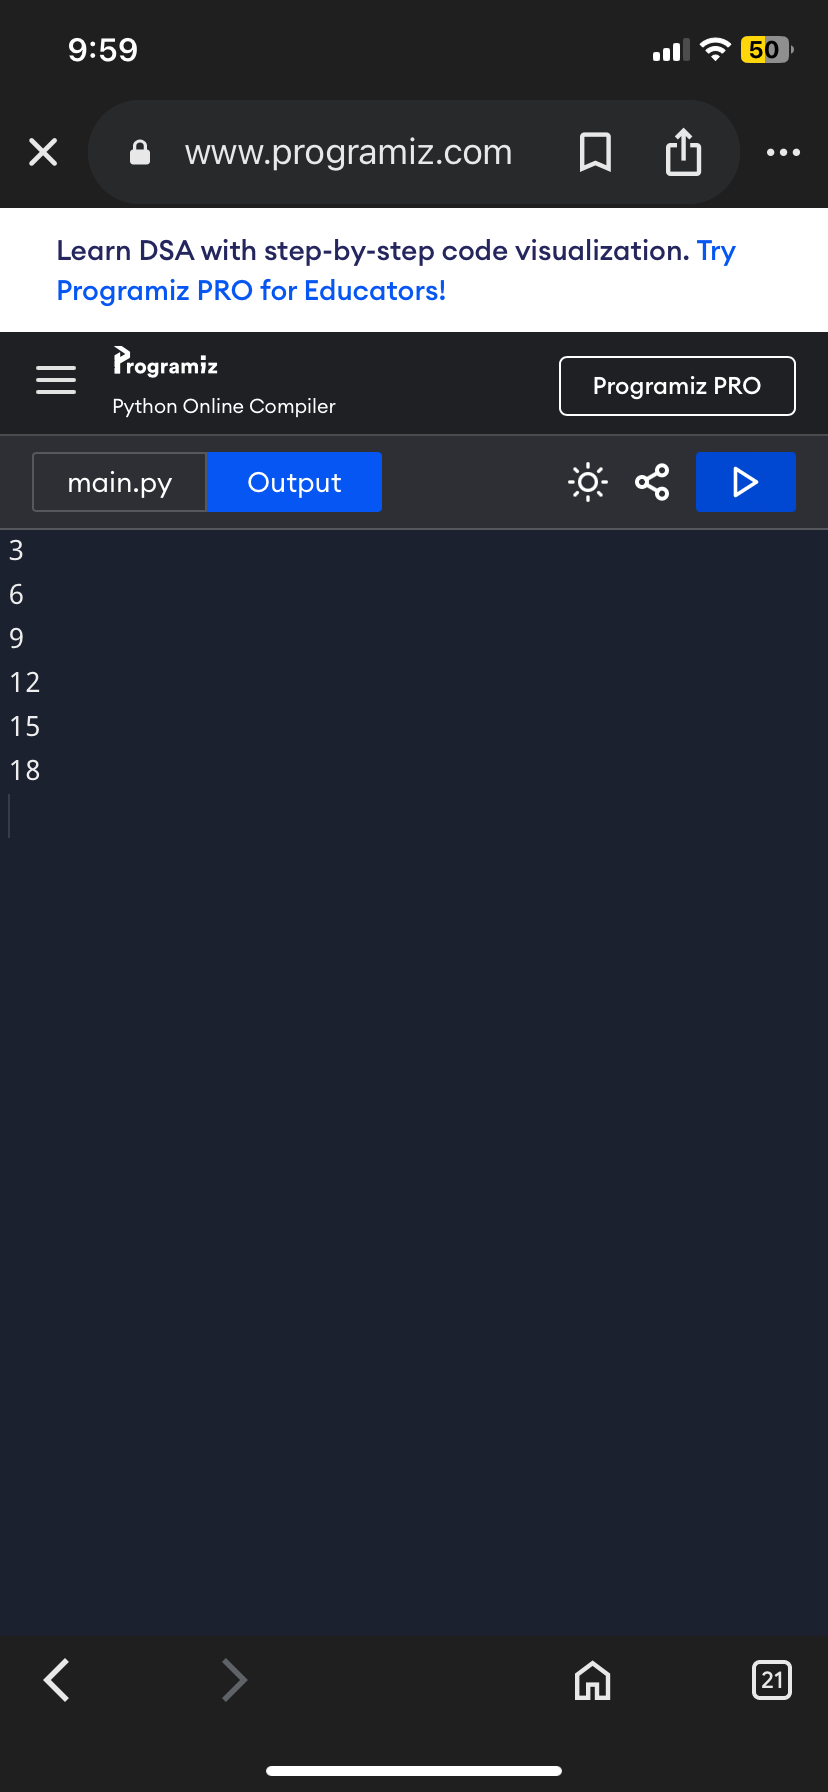 9:59
50
www.programiz.com
Learn DSA with step-by-step code visualization. Try
Programiz PRO for Educators!
Programiz
Python Online Compiler
Programiz PRO
main.py
Output
3
6
9
12
15
18
21